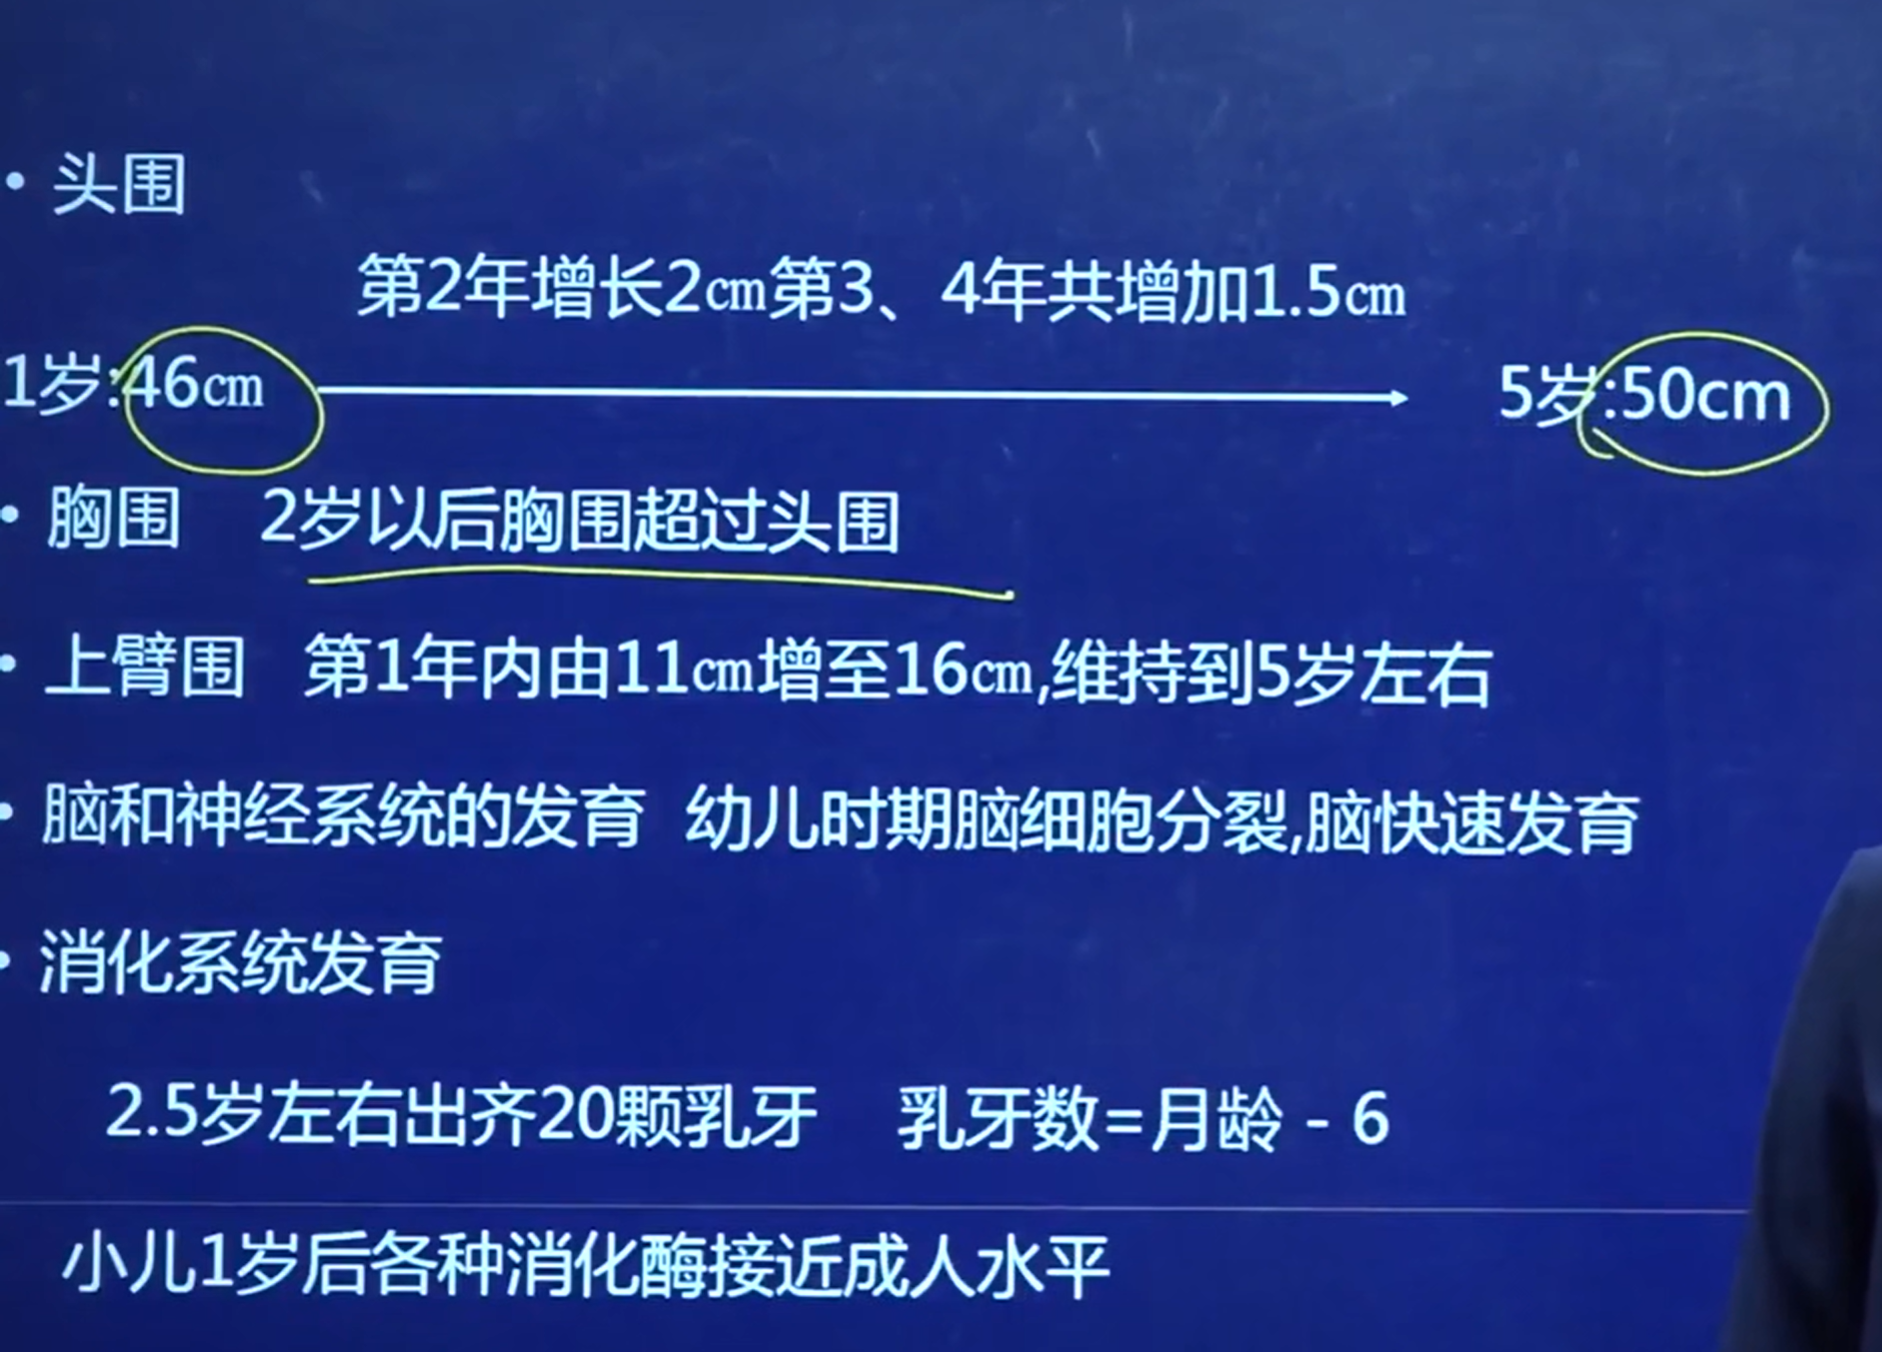 • 头围
第2年增长2㎝第3、4年共增加1.5㎝
1岁:46㎝ 5岁:50cm
• 胸围 2岁以后胸围超过头围
• 上臂围 第1年内由11㎝增至16㎝,维持到5岁左右
• 脑和神经系统的发育 幼儿时期脑细胞分裂,脑快速发育
• 消化系统发育
2.5岁左右出齐20颗乳牙 乳牙数=月龄 - 6
小儿1岁后各种消化酶接近成人水平